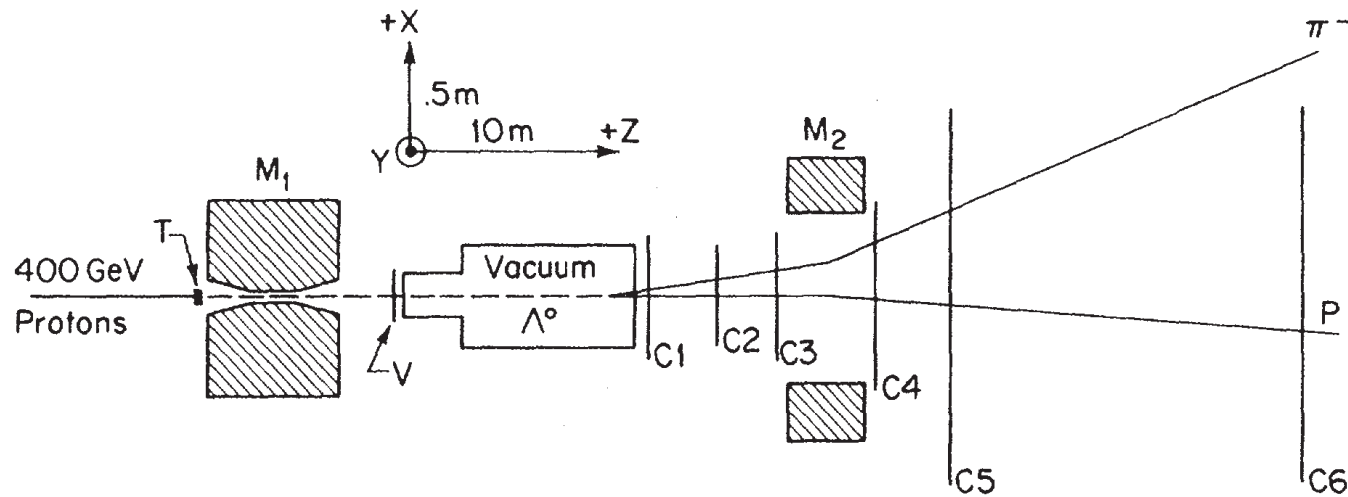 +X
π⁻
.5m
10m
+Z
M₂
Y
M₁
T
400 GeV
Protons
Vacuum
Λ°
P
V
C1
C2
C3
C4
C5
C6